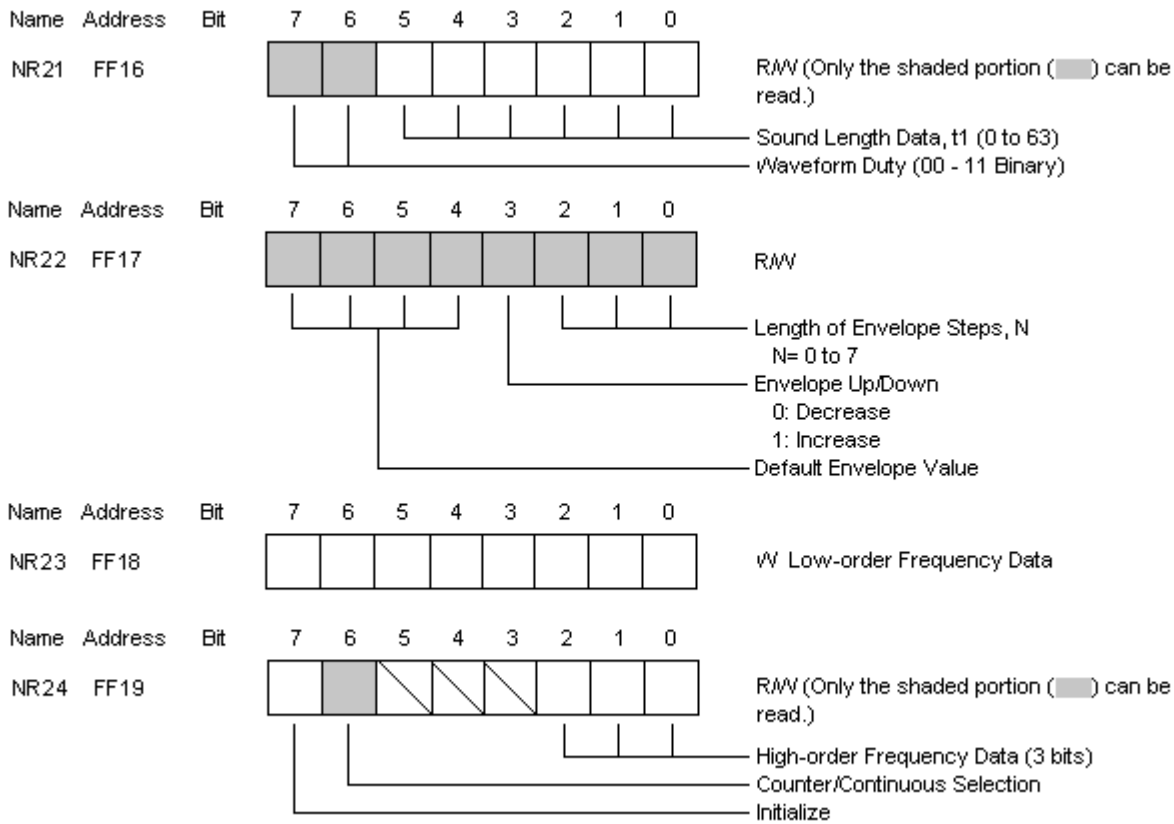 Name Address Bit 7 6 5 4 3 2 1 0
NR21 FF16 R/W (Only the shaded portion ( ) can be
read.)
Sound Length Data, t1 (0 to 63)
Waveform Duty (00 - 11 Binary)
Name Address Bit 7 6 5 4 3 2 1 0
NR22 FF17 R/W
Length of Envelope Steps, N
N= 0 to 7
Envelope Up/Down
0: Decrease
1: Increase
Default Envelope Value
Name Address Bit 7 6 5 4 3 2 1 0
NR23 FF18 W Low-order Frequency Data
Name Address Bit 7 6 5 4 3 2 1 0
NR24 FF19 R/W (Only the shaded portion ( ) can be
read.)
High-order Frequency Data (3 bits)
Counter/Continuous Selection
Initialize